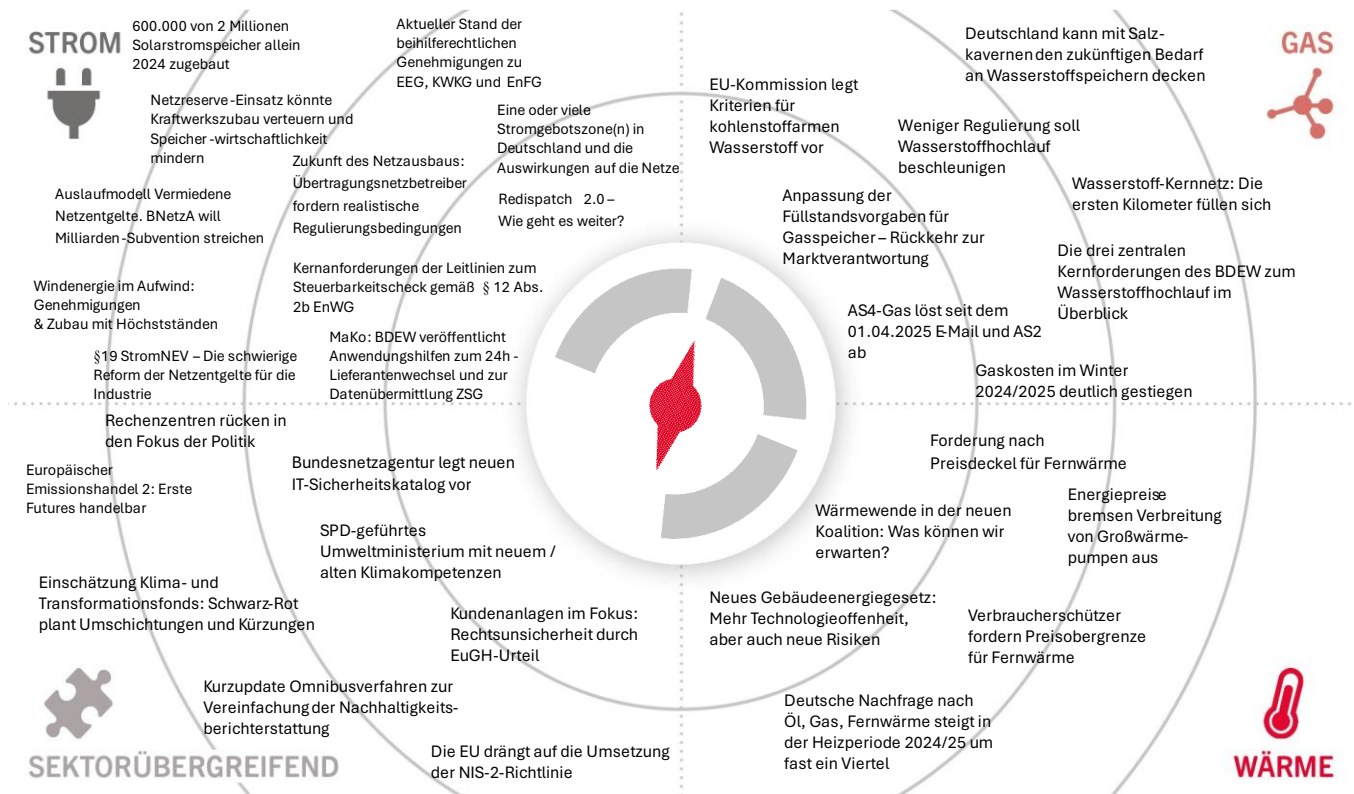 STROM
600.000 von 2 Millionen
Solarstromspeicher allein
2024 zugebaut
Aktueller Stand der
beihilferechtlichen
Genehmigungen zu
EEG, KWKG und EnFG
Netzreserve-Einsatz könnte
Kraftwerkszubau verteuern und
Speicher-wirtschaftlichkeit
mindern
Eine oder viele
Stromgebotszone(n) in
Deutschland und die
Auswirkungen auf die Netze
Zukunft des Netzausbaus:
Übertragungsnetzbetreiber
fordern realistische
Regulierungsbedingungen
Redispatch 2.0 –
Wie geht es weiter?
Auslaufmodell Vermiedene
Netzentgelte. BNetzA will
Milliarden-Subvention streichen
Kernanforderungen der Leitlinien zum
Steuerbarkeitscheck gemäß § 12 Abs.
2b EnWG
Windenergie im Aufwind:
Genehmigungen
& Zubau mit Höchstständen
MaKo: BDEW veröffentlicht
Anwendungshilfen zum 24h -
Lieferantenwechsel und zur
Datenübermittlung ZSG
§19 StromNEV – Die schwierige
Reform der Netzentgelte für die
Industrie
GAS
Deutschland kann mit Salz-
kavernen den zukünftigen Bedarf
an Wasserstoffspeichern decken
EU-Kommission legt
Kriterien für
kohlenstoffarmen
Wasserstoff vor
Weniger Regulierung soll
Wasserstoffhochlauf
beschleunigen
Wasserstoff-Kernnetz: Die
ersten Kilometer füllen sich
Anpassung der
Füllstandsvorgaben für
Gasspeicher – Rückkehr zur
Marktverantwortung
Die drei zentralen
Kernforderungen des BDEW zum
Wasserstoffhochlauf im
Überblick
AS4-Gas löst seit dem
01.04.2025 E-Mail und AS2
ab
Gaskosten im Winter
2024/2025 deutlich gestiegen
Rechenzentren rücken in
den Fokus der Politik
Europäischer
Emissionshandel 2: Erste
Futures handelbar
Bundesnetzagentur legt neuen
IT-Sicherheitskatalog vor
SPD-geführtes
Umweltministerium mit neuem /
alten Klimakompetenzen
Einschätzung Klima- und
Transformationsfonds: Schwarz-Rot
plant Umschichtungen und Kürzungen
Kundenanlagen im Fokus:
Rechtsunsicherheit durch
EuGH-Urteil
Kurzupdate Omnibusverfahren zur
Vereinfachung der Nachhaltigkeits-
berichterstattung
Die EU drängt auf die Umsetzung
der NIS-2-Richtlinie
SEKTORÜBERGREIFEND
Forderung nach
Preisdeckel für Fernwärme
Energiepreise
bremsen Verbreitung
von Großwärme-
pumpen aus
Wärmewende in der neuen
Koalition: Was können wir
erwarten?
Neues Gebäudeenergiegesetz:
Mehr Technologieoffenheit,
aber auch neue Risiken
Verbraucherschützer
fordern Preisobergrenze
für Fernwärme
Deutsche Nachfrage nach
Öl, Gas, Fernwärme steigt in
der Heizperiode 2024/25 um
fast ein Viertel
WÄRME